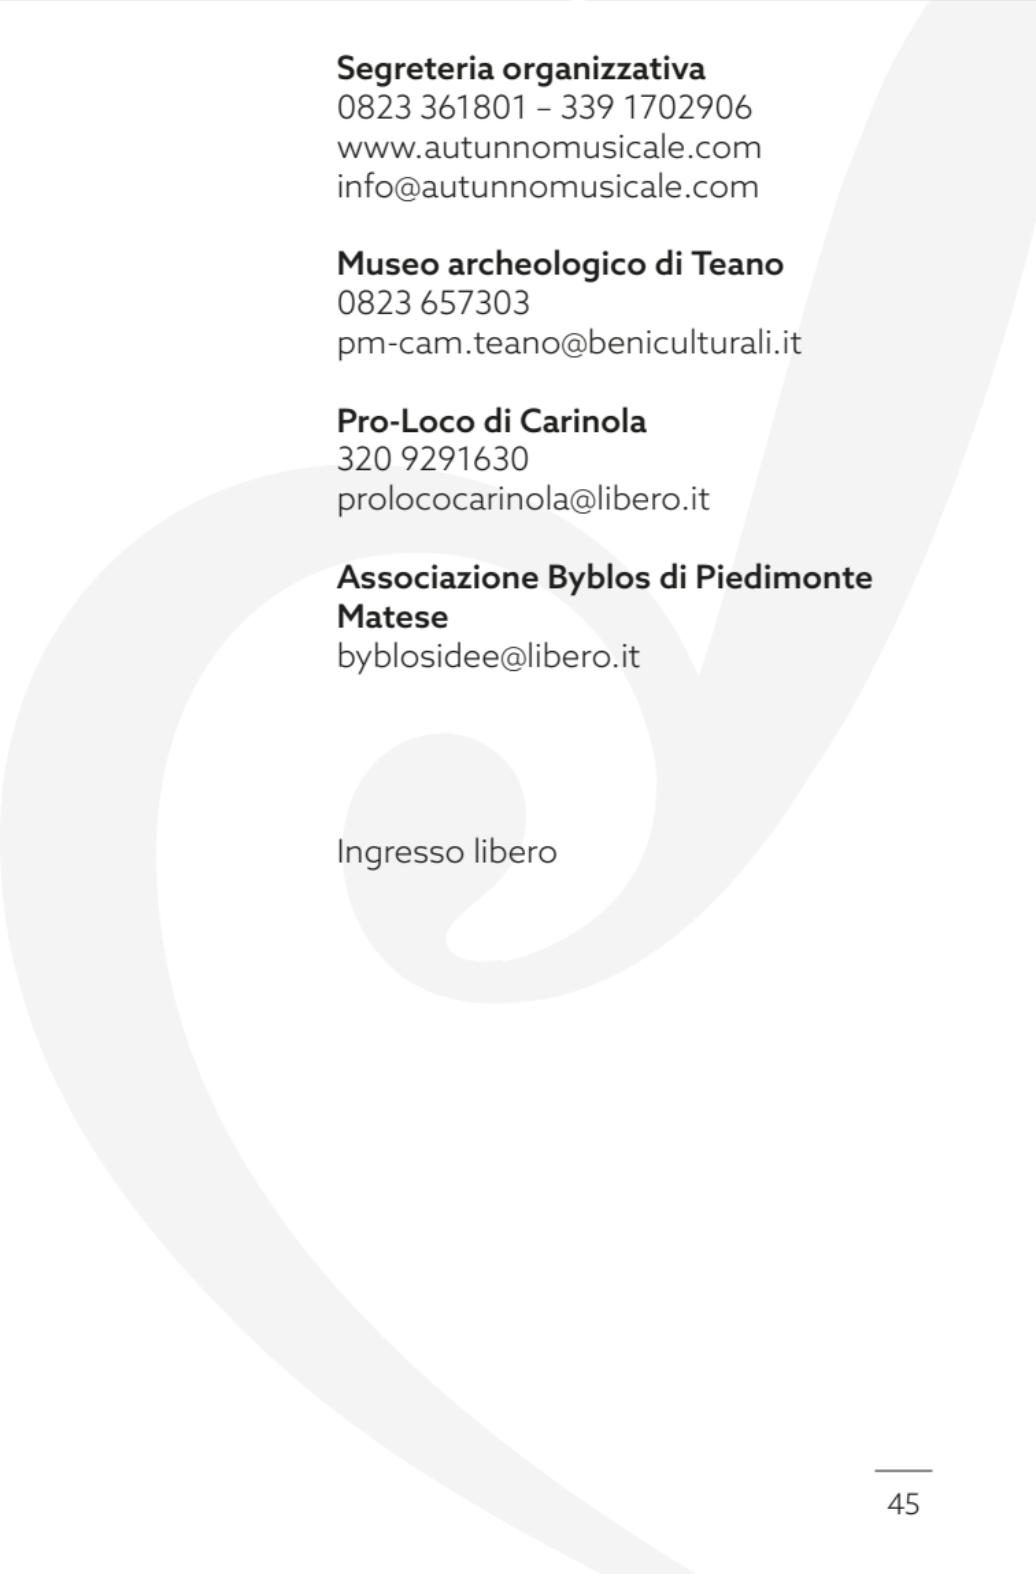 Segreteria organizzativa
0823 361801 – 339 1702906
www.autunnomusicale.com
info@autunnomusicale.com
Museo archeologico di Teano
0823 657303
pm-cam.teano@beniculturali.it
Pro-Loco di Carinola
320 9291630
prolococarinola@libero.it
Associazione Byblos di Piedimonte
Matese
byblosidee@libero.it
Ingresso libero
45